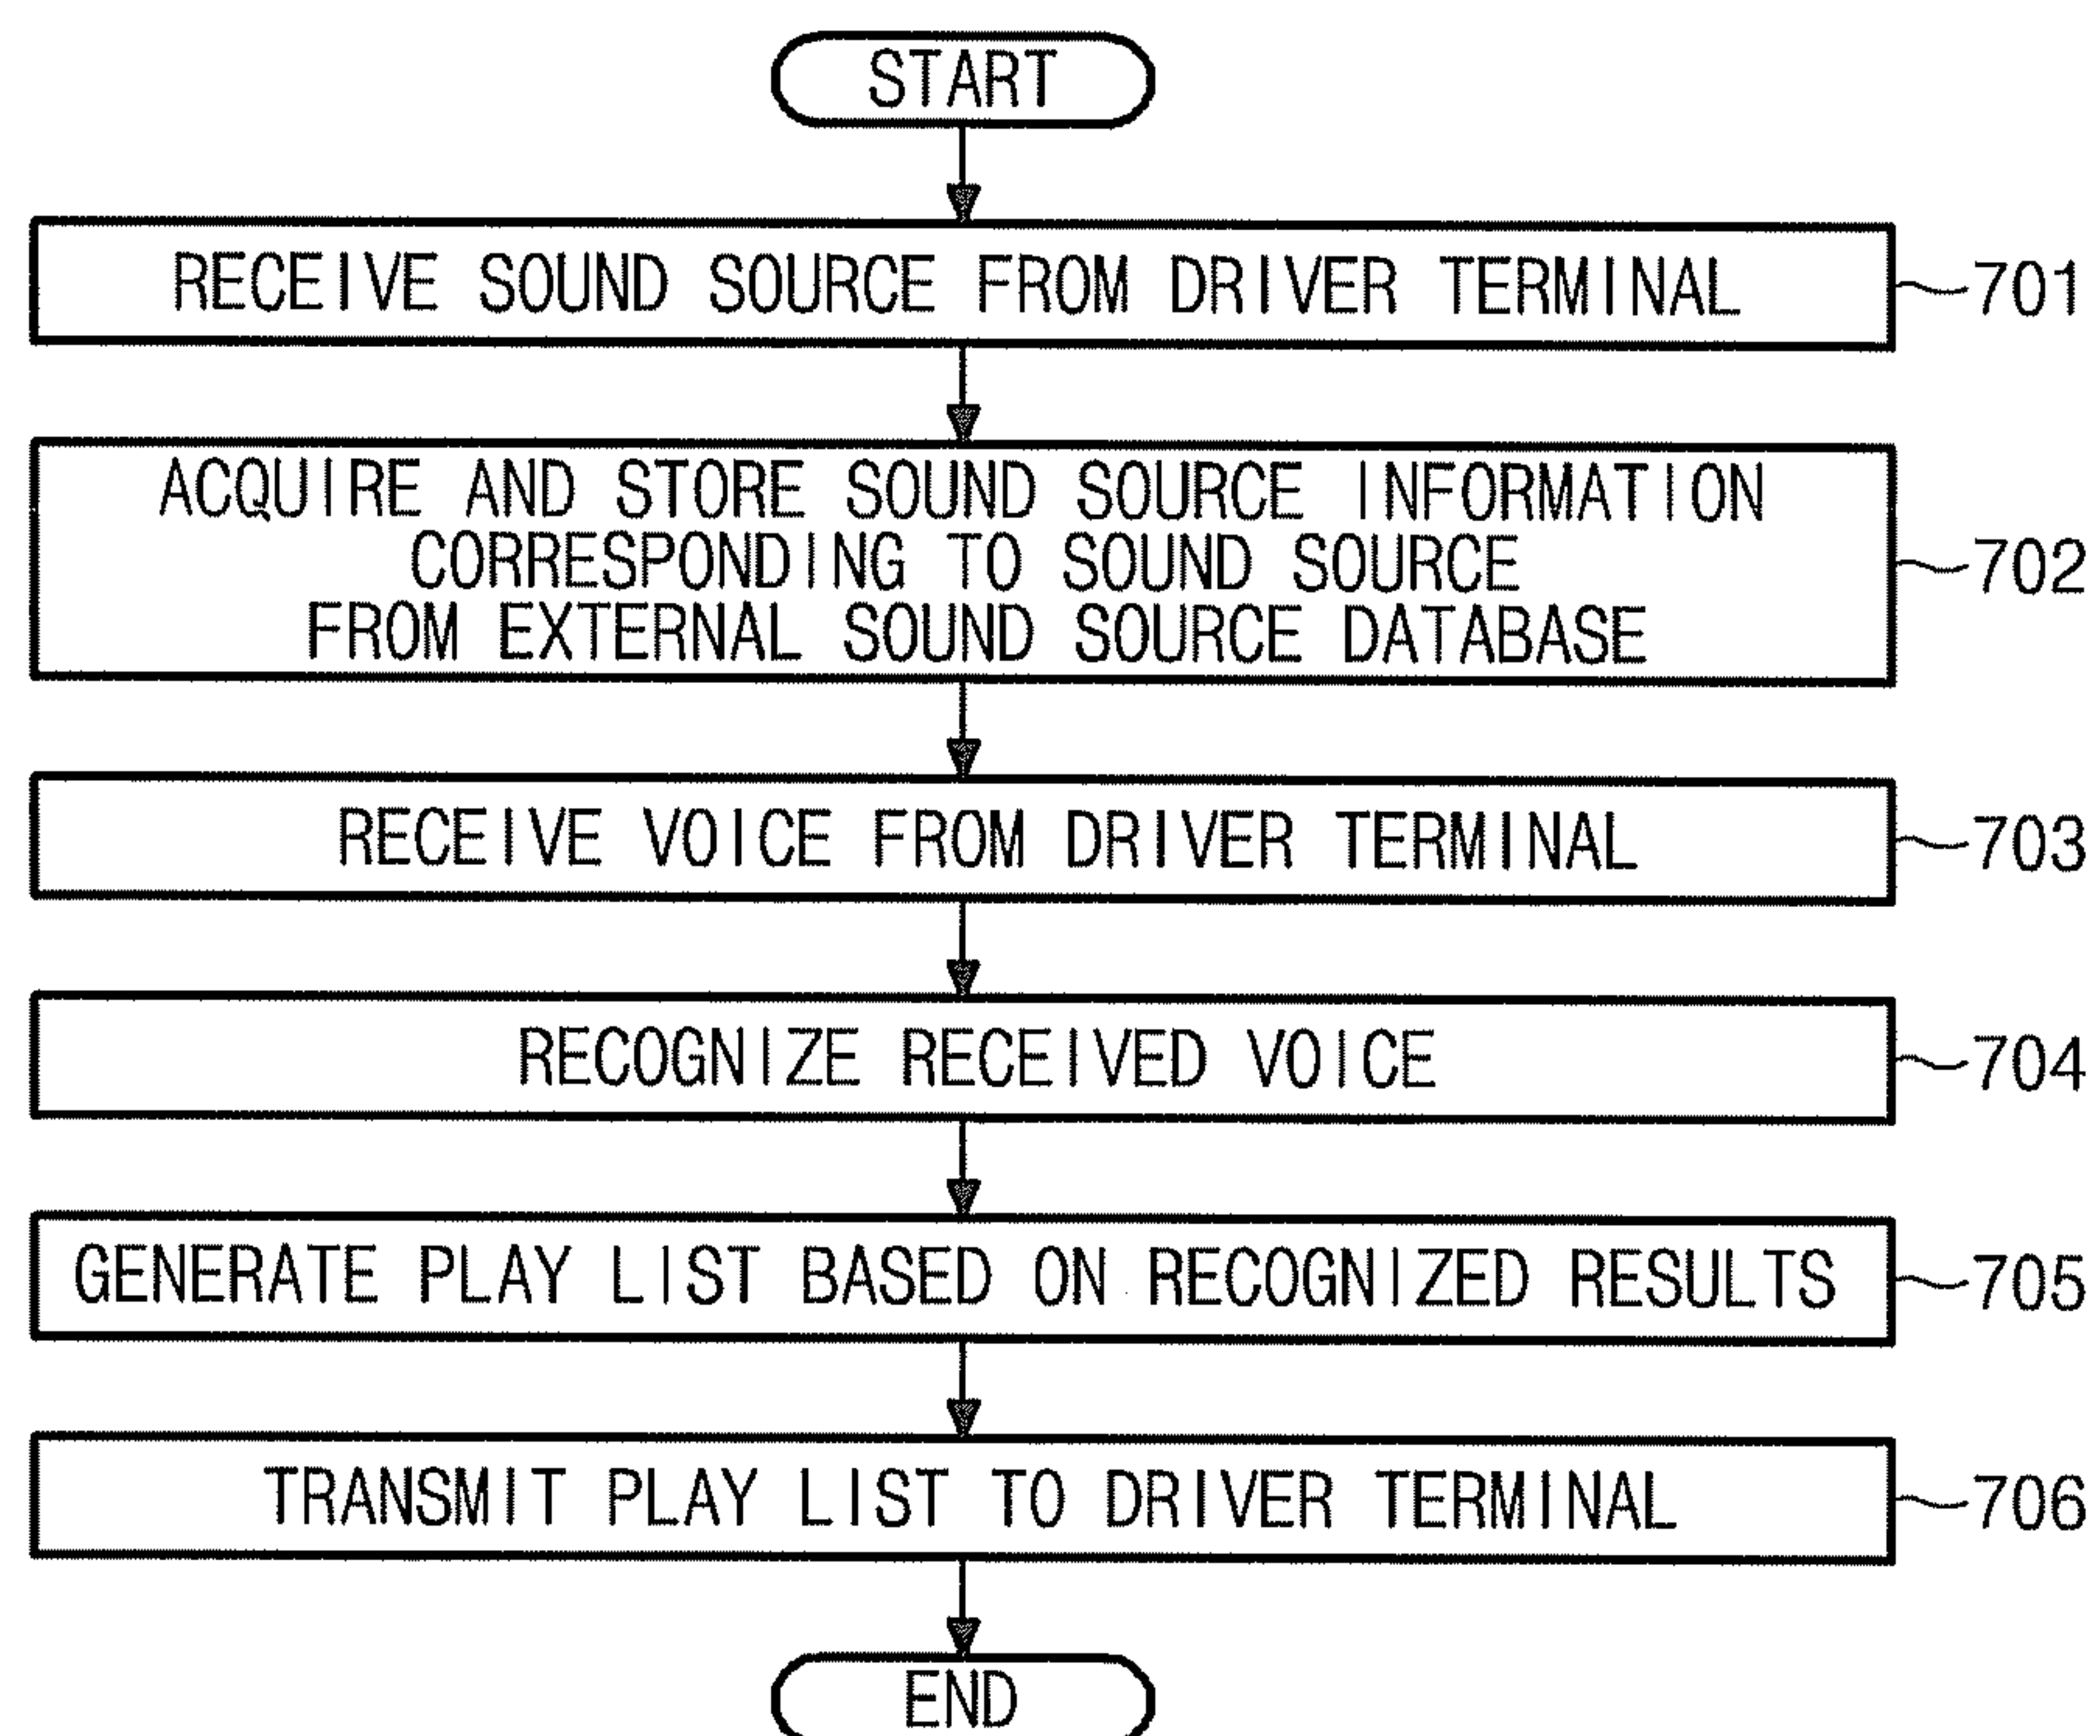 START
RECEIVE SOUND SOURCE FROM DRIVER TERMINAL
701
ACQUIRE AND STORE SOUND SOURCE INFORMATION
CORRESPONDING TO SOUND SOURCE
FROM EXTERNAL SOUND SOURCE DATABASE
702
RECEIVE VOICE FROM DRIVER TERMINAL
703
RECOGNIZE RECEIVED VOICE
704
GENERATE PLAY LIST BASED ON RECOGNIZED RESULTS
705
TRANSMIT PLAY LIST TO DRIVER TERMINAL
706
END